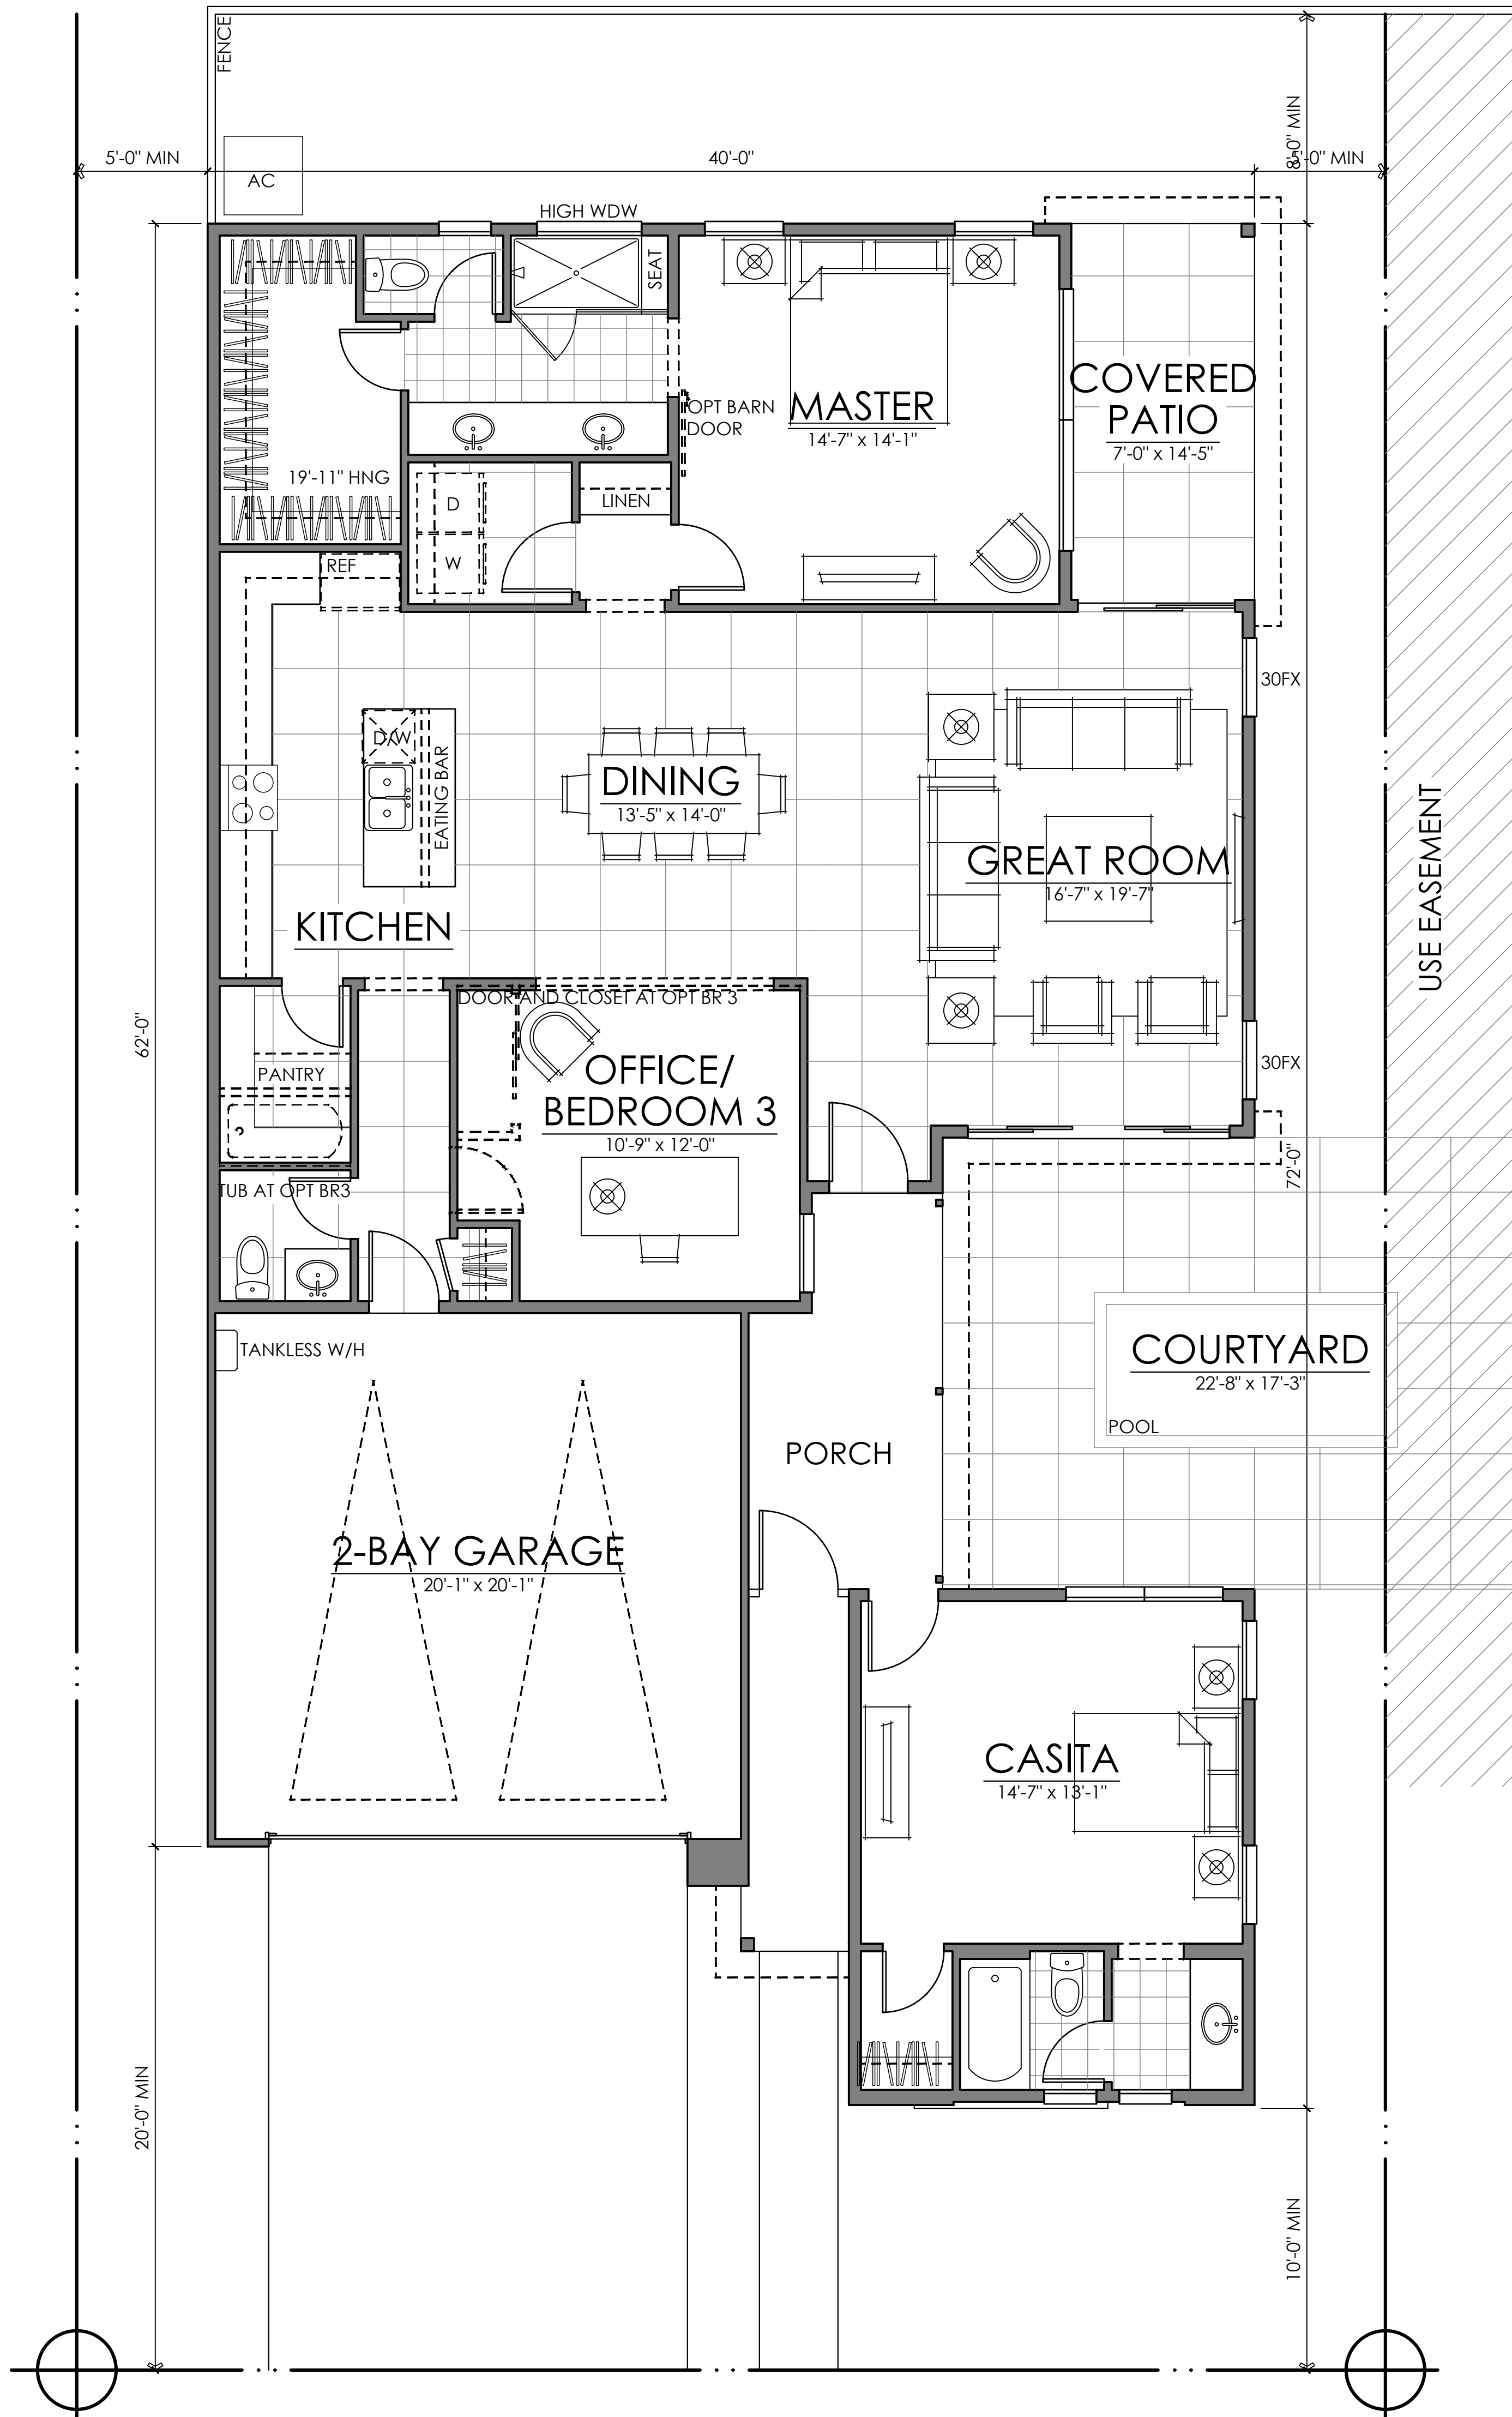 FENCE
8'-0" MIN
5'-0" MIN
40'-0"
5'-0" MIN
AC
HIGH WDW
SEAT
COVERED
PATIO
7'-0" x 14'-5"
MASTER
14'-7" x 14'-1"
OPT BARN
DOOR
19'-11" HNG
D
LINEN
W
REF
30FX
D/W
EATING BAR
DINING
13'-5" x 14'-0"
GREAT ROOM
16'-7" x 19'-7"
USE EASEMENT
KITCHEN
DOOR AND CLOSET AT OPT BR 3
62'-0"
PANTRY
OFFICE/
BEDROOM 3
10'-9" x 12'-0"
30FX
72'-0"
TUB AT OPT BR3
TANKLESS W/H
COURTYARD
22'-8" x 17'-3"
POOL
PORCH
2-BAY GARAGE
20'-1" x 20'-1"
CASITA
14'-7" x 13'-1"
20'-0" MIN
10'-0" MIN